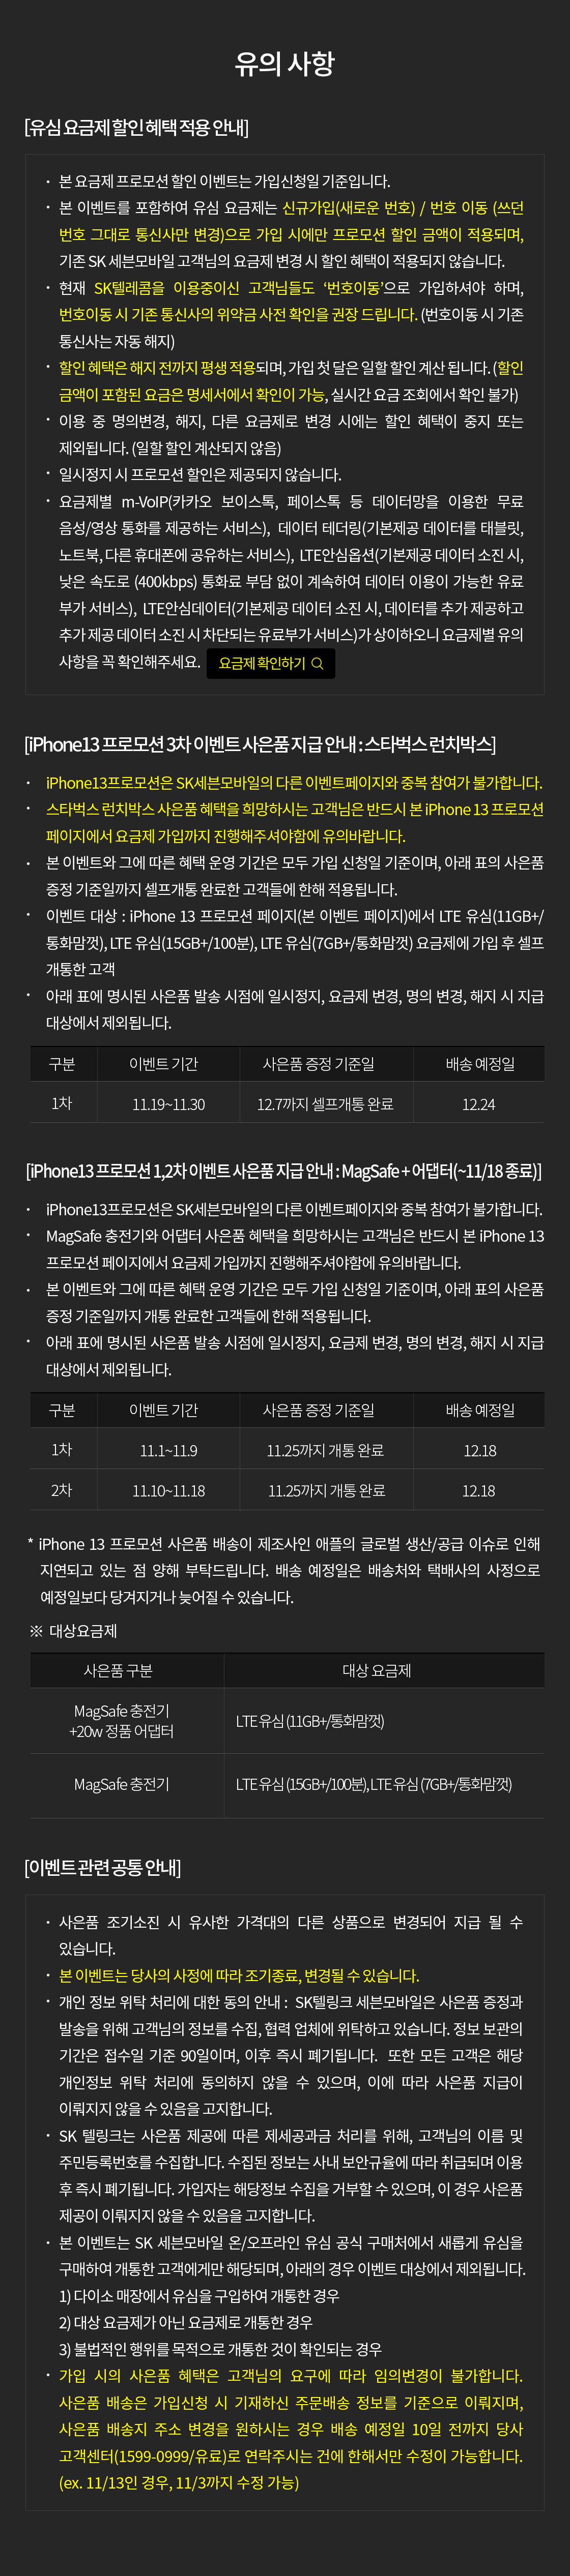 유의 사항
[유심 요금제 할인 혜택 적용 안내]
· 본 요금제 프로모션 할인 이벤트는 가입신청일 기준입니다.
· 본 이벤트를 포함하여 유심 요금제는 신규가입(새로운 번호) / 번호 이동 (쓰던
번호 그대로 통신사만 변경)으로 가입 시에만 프로모션 할인 금액이 적용되며,
기존 SK 세븐모바일 고객님의 요금제 변경 시 할인 혜택이 적용되지 않습니다.
· 현재 SK텔레콤을 이용중이신 고객님들도 ‘번호이동’으로 가입하셔야 하며,
번호이동 시 기존 통신사의 위약금 사전 확인을 권장 드립니다. (번호이동 시 기존
통신사는 자동 해지)
· 할인 혜택은 해지 전까지 평생 적용되며, 가입 첫 달은 일할 할인 계산 됩니다. (할인
금액이 포함된 요금은 명세서에서 확인이 가능, 실시간 요금 조회에서 확인 불가)
· 이용 중 명의변경, 해지, 다른 요금제로 변경 시에는 할인 혜택이 중지 또는
제외됩니다. (일할 할인 계산되지 않음)
· 일시정지 시 프로모션 할인은 제공되지 않습니다.
· 요금제별 m-VoIP(카카오 보이스톡, 페이스톡 등 데이터망을 이용한 무료
음성/영상 통화를 제공하는 서비스), 데이터 테더링(기본제공 데이터를 태블릿,
노트북, 다른 휴대폰에 공유하는 서비스), LTE안심옵션(기본제공 데이터 소진 시,
낮은 속도로 (400kbps) 통화료 부담 없이 계속하여 데이터 이용이 가능한 유료
부가 서비스), LTE안심데이터(기본제공 데이터 소진 시, 데이터를 추가 제공하고
추가 제공 데이터 소진 시 차단되는 유료부가 서비스)가 상이하오니 요금제별 유의
사항을 꼭 확인해주세요. 요금제 확인하기
[iPhone13 프로모션 3차 이벤트 사은품 지급 안내 : 스타벅스 런치박스]
· iPhone13프로모션은 SK세븐모바일의 다른 이벤트페이지와 중복 참여가 불가합니다.
· 스타벅스 런치박스 사은품 혜택을 희망하시는 고객님은 반드시 본 iPhone 13 프로모션
페이지에서 요금제 가입까지 진행해주셔야함에 유의바랍니다.
· 본 이벤트와 그에 따른 혜택 운영 기간은 모두 가입 신청일 기준이며, 아래 표의 사은품
증정 기준일까지 셀프개통 완료한 고객들에 한해 적용됩니다.
· 이벤트 대상 : iPhone 13 프로모션 페이지(본 이벤트 페이지)에서 LTE 유심(11GB+/
통화맘껏), LTE 유심(15GB+/100분), LTE 유심(7GB+/통화맘껏) 요금제에 가입 후 셀프
개통한 고객
· 아래 표에 명시된 사은품 발송 시점에 일시정지, 요금제 변경, 명의 변경, 해지 시 지급
대상에서 제외됩니다.
구분 이벤트 기간 사은품 증정 기준일 배송 예정일
1차 11.19~11.30 12.7까지 셀프개통 완료 12.24
[iPhone13 프로모션 1,2차 이벤트 사은품 지급 안내 : MagSafe + 어댑터(~11/18 종료)]
· iPhone13프로모션은 SK세븐모바일의 다른 이벤트페이지와 중복 참여가 불가합니다.
· MagSafe 충전기와 어댑터 사은품 혜택을 희망하시는 고객님은 반드시 본 iPhone 13
프로모션 페이지에서 요금제 가입까지 진행해주셔야함에 유의바랍니다.
· 본 이벤트와 그에 따른 혜택 운영 기간은 모두 가입 신청일 기준이며, 아래 표의 사은품
증정 기준일까지 개통 완료한 고객들에 한해 적용됩니다.
· 아래 표에 명시된 사은품 발송 시점에 일시정지, 요금제 변경, 명의 변경, 해지 시 지급
대상에서 제외됩니다.
구분 이벤트 기간 사은품 증정 기준일 배송 예정일
1차 11.1~11.9 11.25까지 개통 완료 12.18
2차 11.10~11.18 11.25까지 개통 완료 12.18
* iPhone 13 프로모션 사은품 배송이 제조사인 애플의 글로벌 생산/공급 이슈로 인해
지연되고 있는 점 양해 부탁드립니다. 배송 예정일은 배송처와 택배사의 사정으로
예정일보다 당겨지거나 늦어질 수 있습니다.
※ 대상요금제
사은품 구분 대상 요금제
MagSafe 충전기
+20w 정품 어댑터
LTE 유심 (11GB+/통화맘껏)
MagSafe 충전기 LTE 유심 (15GB+/100분), LTE 유심 (7GB+/통화맘껏)
[이벤트 관련 공통 안내]
· 사은품 조기소진 시 유사한 가격대의 다른 상품으로 변경되어 지급 될 수
있습니다.
· 본 이벤트는 당사의 사정에 따라 조기종료, 변경될 수 있습니다.
· 개인 정보 위탁 처리에 대한 동의 안내 : SK텔링크 세븐모바일은 사은품 증정과
발송을 위해 고객님의 정보를 수집, 협력 업체에 위탁하고 있습니다. 정보 보관의
기간은 접수일 기준 90일이며, 이후 즉시 폐기됩니다. 또한 모든 고객은 해당
개인정보 위탁 처리에 동의하지 않을 수 있으며, 이에 따라 사은품 지급이
이뤄지지 않을 수 있음을 고지합니다.
· SK 텔링크는 사은품 제공에 따른 제세공과금 처리를 위해, 고객님의 이름 및
주민등록번호를 수집합니다. 수집된 정보는 사내 보안규율에 따라 취급되며 이용
후 즉시 폐기됩니다. 가입자는 해당정보 수집을 거부할 수 있으며, 이 경우 사은품
제공이 이뤄지지 않을 수 있음을 고지합니다.
· 본 이벤트는 SK 세븐모바일 온/오프라인 유심 공식 구매처에서 새롭게 유심을
구매하여 개통한 고객에게만 해당되며, 아래의 경우 이벤트 대상에서 제외됩니다.
1) 다이소 매장에서 유심을 구입하여 개통한 경우
2) 대상 요금제가 아닌 요금제로 개통한 경우
3) 불법적인 행위를 목적으로 개통한 것이 확인되는 경우
· 가입 시의 사은품 혜택은 고객님의 요구에 따라 임의변경이 불가합니다.
사은품 배송은 가입신청 시 기재하신 주문배송 정보를 기준으로 이뤄지며,
사은품 배송지 주소 변경을 원하시는 경우 배송 예정일 10일 전까지 당사
고객센터(1599-0999/유료)로 연락주시는 건에 한해서만 수정이 가능합니다.
(ex. 11/13인 경우, 11/3까지 수정 가능)